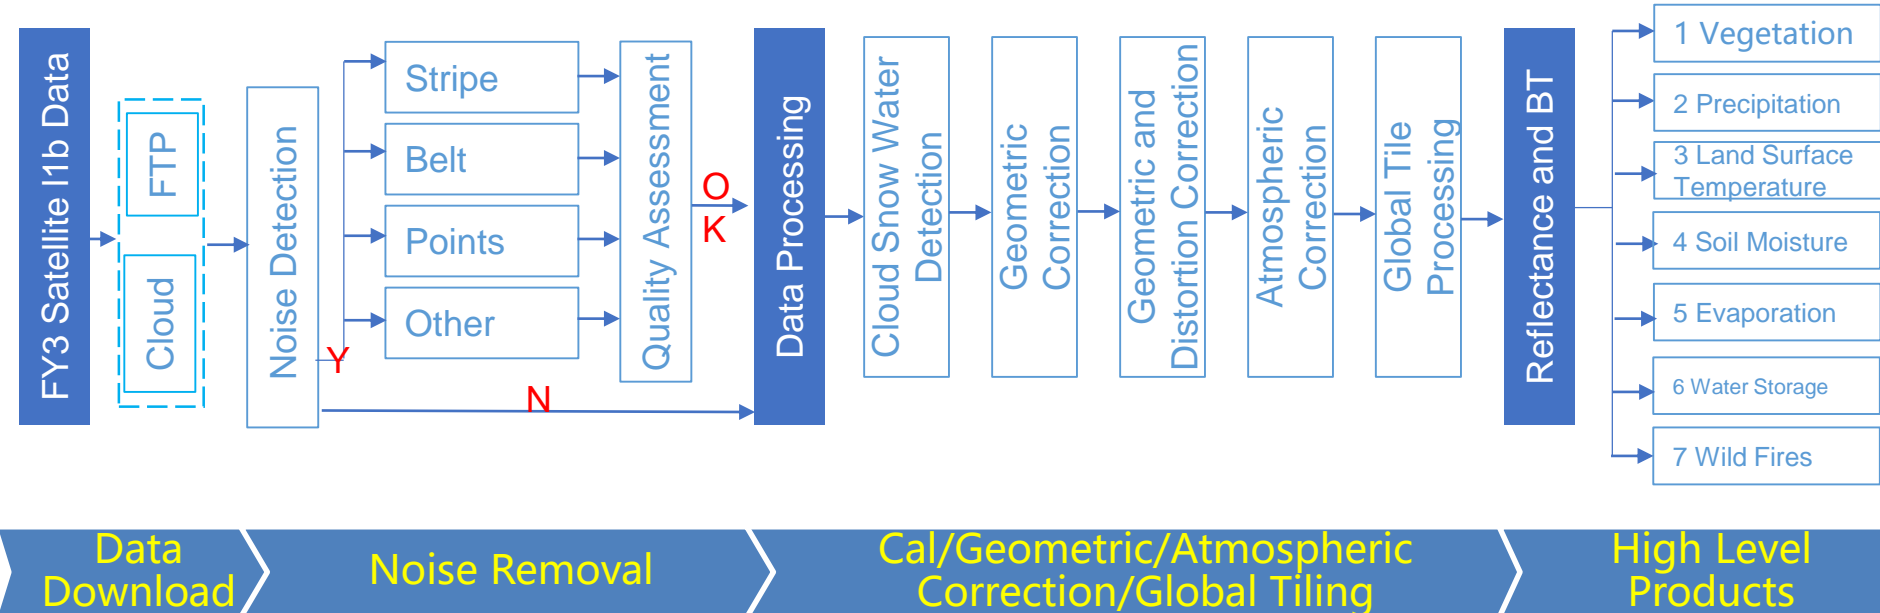 FY3 Satellite l1b Data
FTP
Cloud
Noise Detection
Y
N
Stripe
Belt
Points
Other
Quality Assessment
O
K
Data Processing
Cloud Snow Water
Detection
Geometric
Correction
Geometric and
Distortion Correction
Atmospheric
Correction
Global Tile
Processing
Reflectance and BT
1 Vegetation
2 Precipitation
3 Land Surface
Temperature
4 Soil Moisture
5 Evaporation
6 Water Storage
7 Wild Fires
Data
Download
Noise Removal
Cal/Geometric/Atmospheric
Correction/Global Tiling
High Level
Products